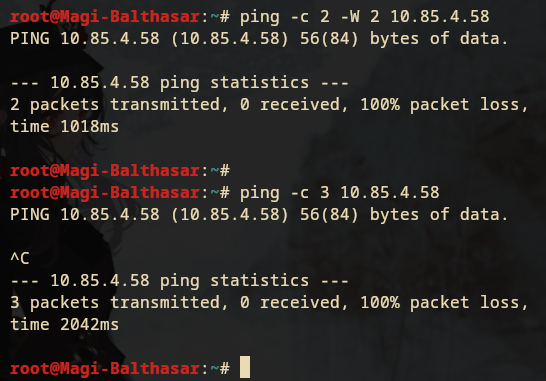 root@Magi-Balthasar:~# ping -c 2 -W 2 10.85.4.58
PING 10.85.4.58 (10.85.4.58) 56(84) bytes of data.

--- 10.85.4.58 ping statistics ---
2 packets transmitted, 0 received, 100% packet loss,
time 1018ms

root@Magi-Balthasar:~#
root@Magi-Balthasar:~# ping -c 3 10.85.4.58
PING 10.85.4.58 (10.85.4.58) 56(84) bytes of data.

^C
--- 10.85.4.58 ping statistics ---
3 packets transmitted, 0 received, 100% packet loss,
time 2042ms

root@Magi-Balthasar:~#